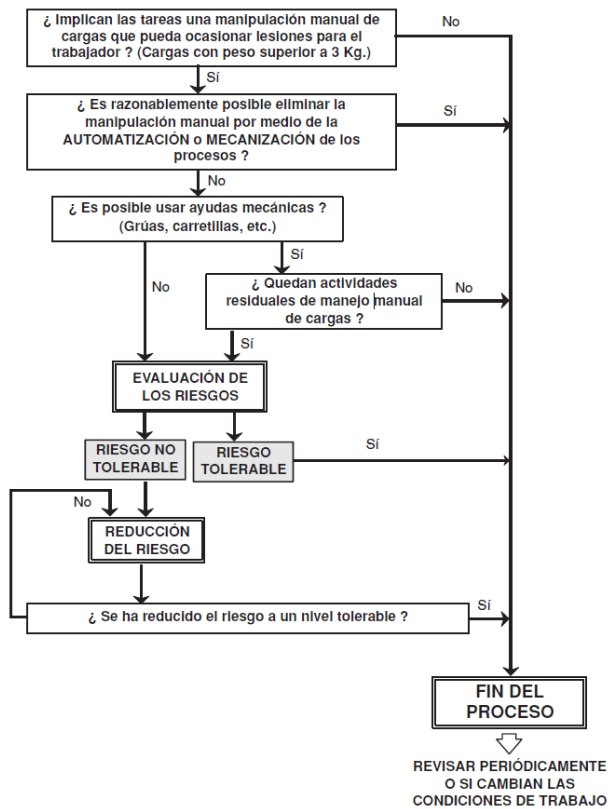 ¿ Implican las tareas una manipulación manual de
cargas que pueda ocasionar lesiones para el
trabajador ? (Cargas con peso superior a 3 Kg.)
No
Sí
¿ Es razonablemente posible eliminar la
manipulación manual por medio de la
AUTOMATIZACIÓN o MECANIZACIÓN de los
procesos ?
Sí
No
¿ Es posible usar ayudas mecánicas ?
(Grúas, carretillas, etc.)
Sí
No
¿ Quedan actividades
residuales de manejo manual
de cargas ?
No
Sí
EVALUACIÓN DE
LOS RIESGOS
RIESGO NO
TOLERABLE
RIESGO
TOLERABLE
Sí
No
REDUCCIÓN
DEL RIESGO
¿ Se ha reducido el riesgo a un nivel tolerable ?
Sí
FIN DEL
PROCESO
REVISAR PERIÓDICAMENTE
O SI CAMBIAN LAS
CONDICIONES DE TRABAJO